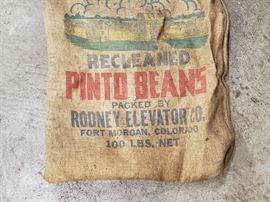 RECLEANED
PINTO BEANS
PACKED BY
RODNEY ELEVATOR CO.
FORT MORGAN, COLORADO
100 LBS. NET